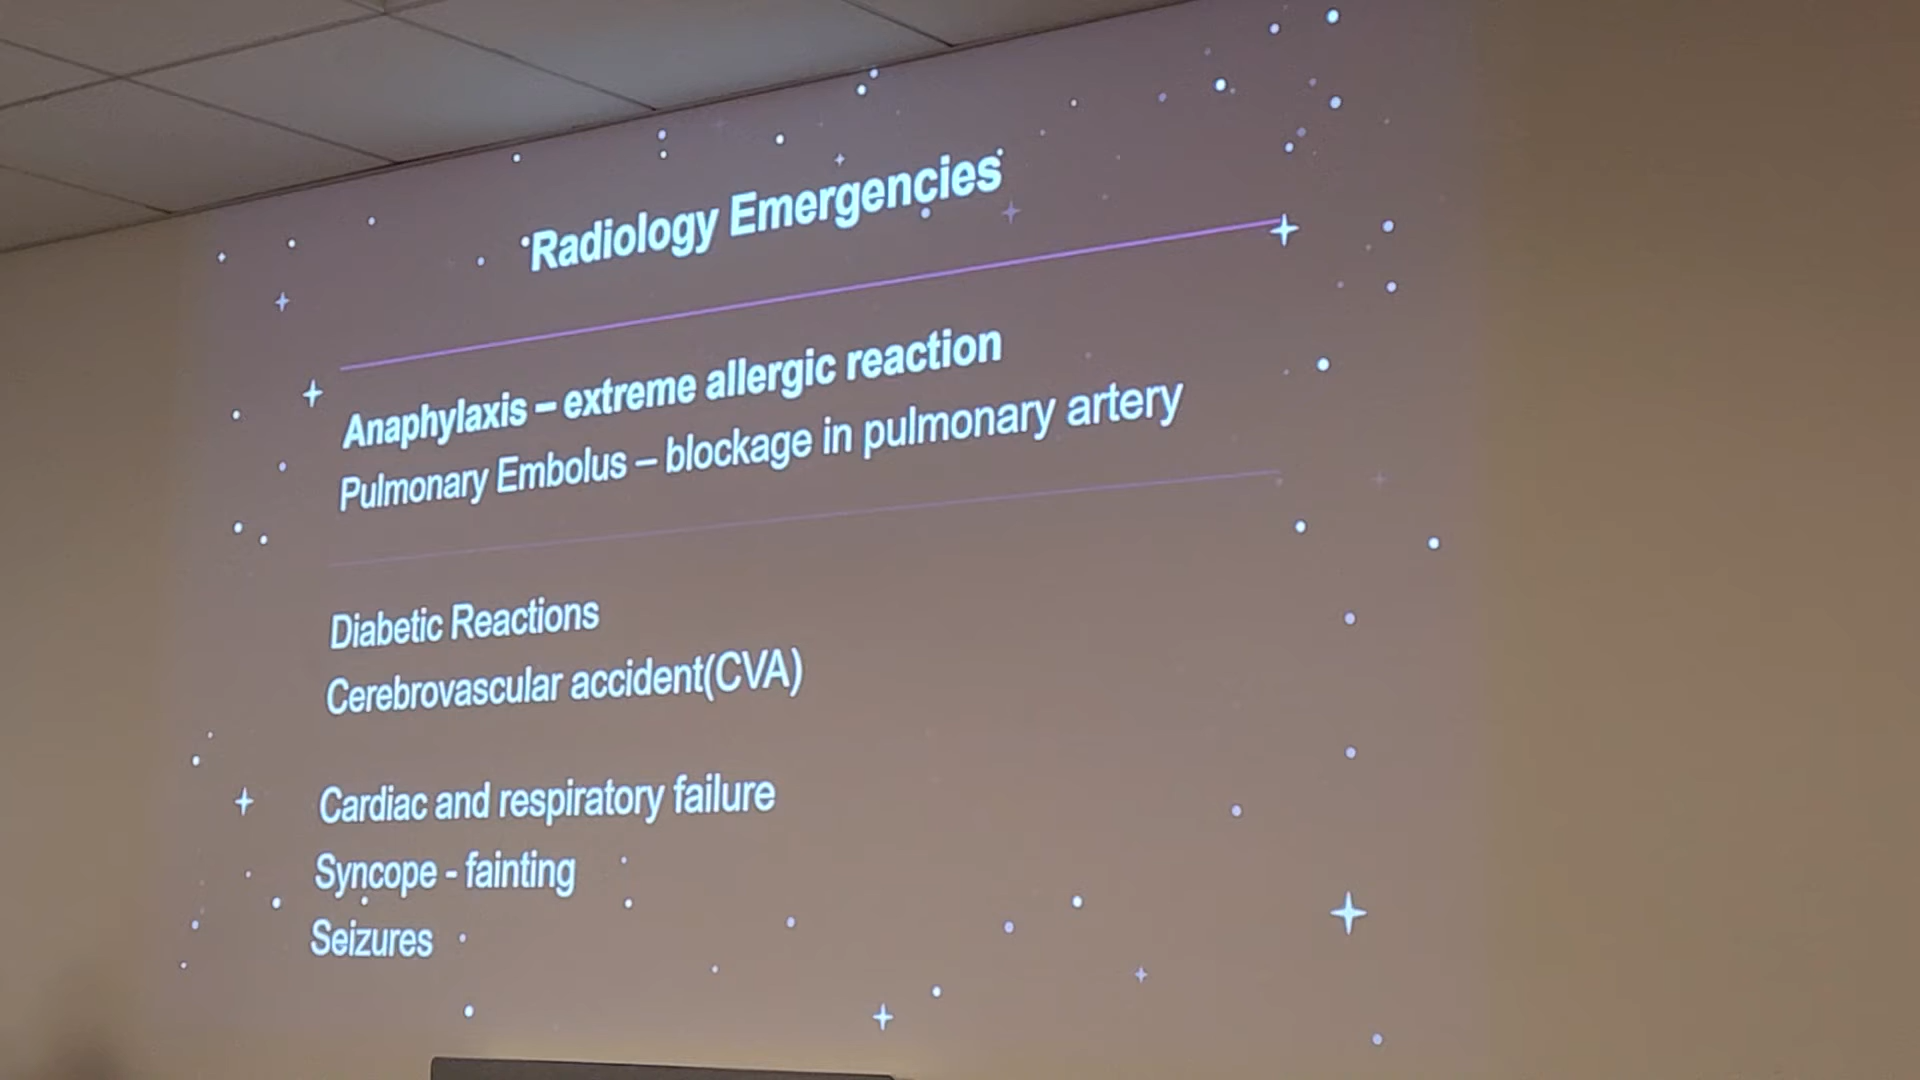 Radiology Emergencies
Anaphylaxis – extreme allergic reaction
Pulmonary Embolus – blockage in pulmonary artery
Diabetic Reactions
Cerebrovascular accident(CVA)
Cardiac and respiratory failure
Syncope - fainting
Seizures